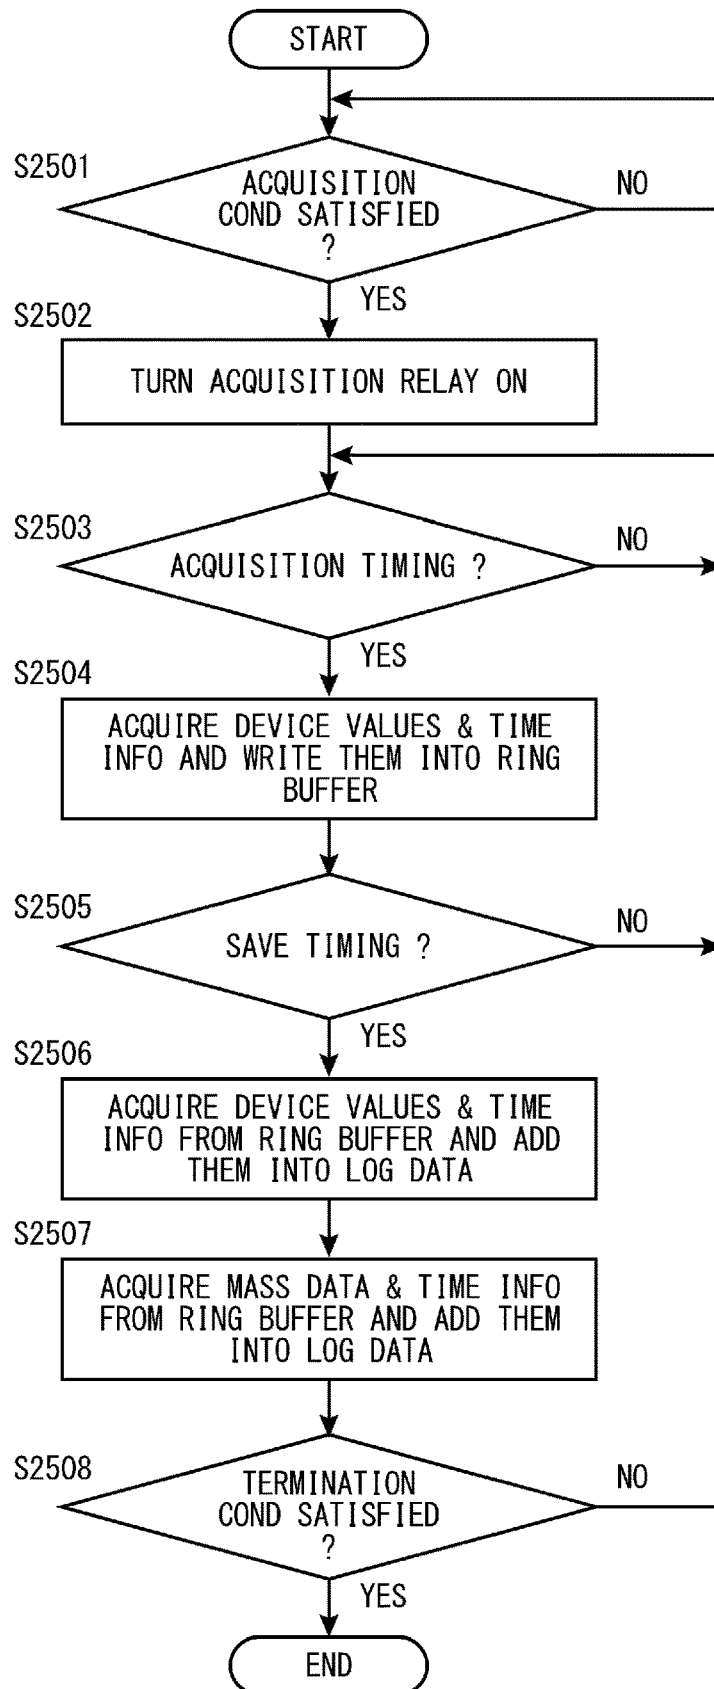 START
S2501
ACQUISITION
COND SATISFIED
?
NO
YES
S2502
TURN ACQUISITION RELAY ON
S2503
ACQUISITION TIMING ?
NO
YES
S2504
ACQUIRE DEVICE VALUES & TIME
INFO AND WRITE THEM INTO RING
BUFFER
S2505
SAVE TIMING ?
NO
YES
S2506
ACQUIRE DEVICE VALUES & TIME
INFO FROM RING BUFFER AND ADD
THEM INTO LOG DATA
S2507
ACQUIRE MASS DATA & TIME INFO
FROM RING BUFFER AND ADD THEM
INTO LOG DATA
S2508
TERMINATION
COND SATISFIED
?
NO
YES
END